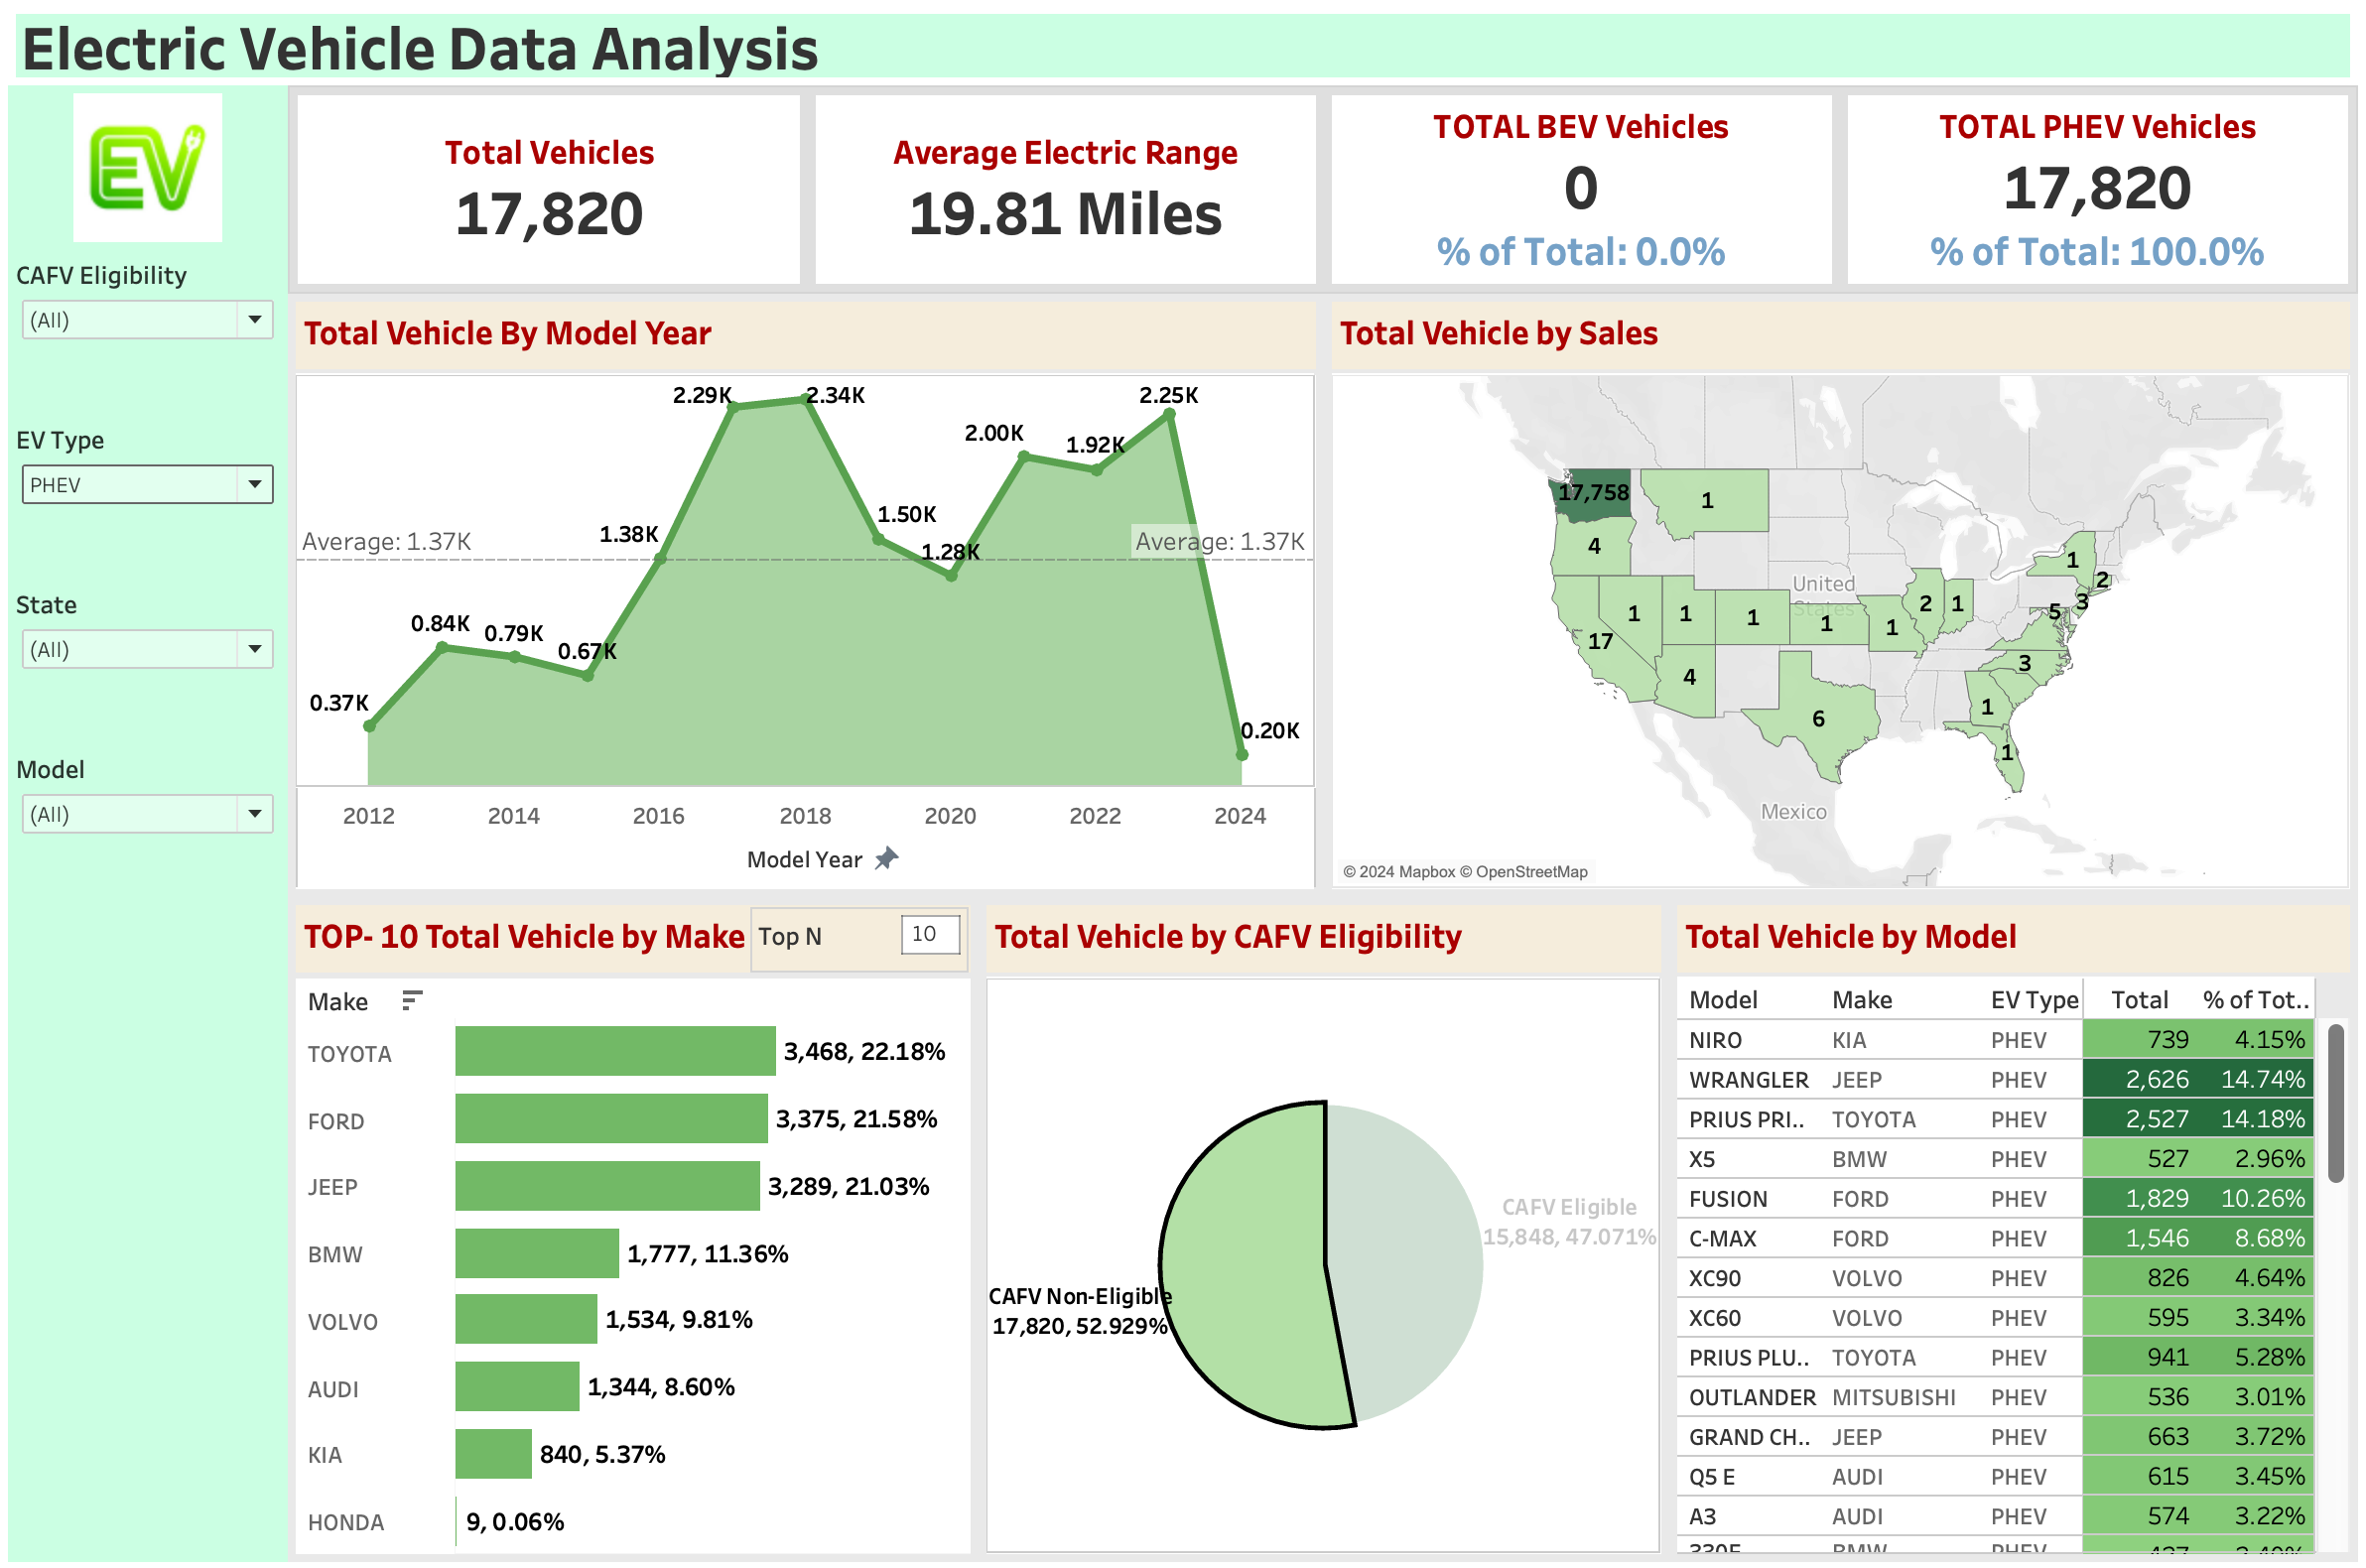 Electric Vehicle Data Analysis
EV
CAFV Eligibility
(All)
EV Type
PHEV
State
(All)
Model
(All)
Total Vehicles
17,820
Average Electric Range
19.81 Miles
TOTAL BEV Vehicles
0
% of Total: 0.0%
TOTAL PHEV Vehicles
17,820
% of Total: 100.0%
Total Vehicle By Model Year
2.29K
2.34K
2.25K
2.00K
1.92K
1.50K
1.38K
1.28K
Average: 1.37K
Average: 1.37K
0.84K
0.79K
0.67K
0.37K
0.20K
2012 2014 2016 2018 2020 2022 2024
Model Year
Total Vehicle by Sales
17,758
1
4
1
2
United
States
1
1
1
1
1
2
1
5
3
17
4
3
6
1
1
Mexico
© 2024 Mapbox © OpenStreetMap
TOP- 10 Total Vehicle by Make
Top N 10
Make
TOYOTA 3,468, 22.18%
FORD 3,375, 21.58%
JEEP 3,289, 21.03%
BMW 1,777, 11.36%
VOLVO 1,534, 9.81%
AUDI 1,344, 8.60%
KIA 840, 5.37%
HONDA 9, 0.06%
Total Vehicle by CAFV Eligibility
CAFV Eligible
15,848, 47.071%
CAFV Non-Eligible
17,820, 52.929%
Total Vehicle by Model
Model Make EV Type Total % of Tot..
NIRO KIA PHEV 739 4.15%
WRANGLER JEEP PHEV 2,626 14.74%
PRIUS PRI.. TOYOTA PHEV 2,527 14.18%
X5 BMW PHEV 527 2.96%
FUSION FORD PHEV 1,829 10.26%
C-MAX FORD PHEV 1,546 8.68%
XC90 VOLVO PHEV 826 4.64%
XC60 VOLVO PHEV 595 3.34%
PRIUS PLU.. TOYOTA PHEV 941 5.28%
OUTLANDER MITSUBISHI PHEV 536 3.01%
GRAND CH.. JEEP PHEV 663 3.72%
Q5 E AUDI PHEV 615 3.45%
A3 AUDI PHEV 574 3.22%
BMW PHEV